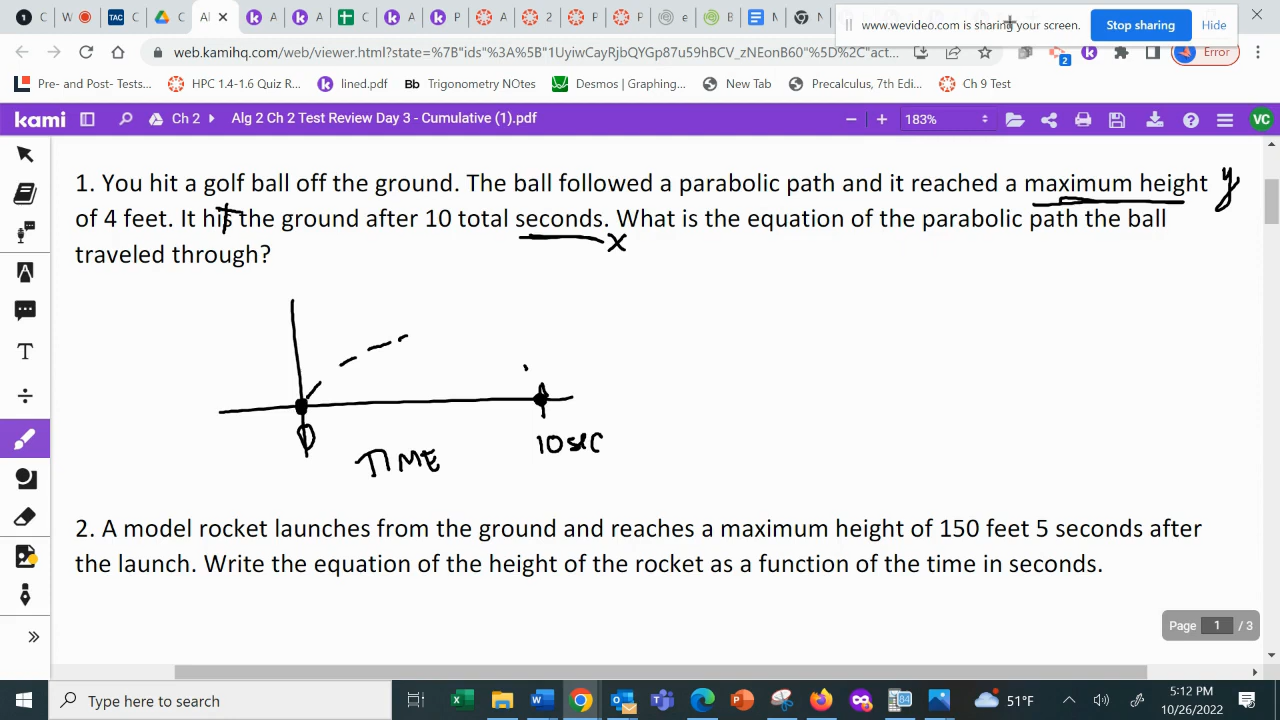 www.wevideo.com is sharing your screen. Stop sharing Hide
web.kamihq.com/web/viewer.html?state=%7B"ids"%3A%5B"1UyiwCayRjbQYGp87u59hBCV_zNEonB60"%5D%2C"act... 2 Error
Pre- and Post- Tests... HPC 1.4-1.6 Quiz R... lined.pdf Bb Trigonometry NOtes Desmos | Graphing... New Tab Precalculus, 7th Edi... Ch 9 Test
kami Ch 2 Alg 2 Ch 2 Test Review Day 3 - Cumulative (1).pdf 183% VC
1. You hit a golf ball off the ground. The ball followed a parabolic path and it reached a maximum height y
of 4 feet. It hits the ground after 10 total seconds. What is the equation of the parabolic path the ball
x
traveled through?
0
TIME
10 sec
2. A model rocket launches from the ground and reaches a maximum height of 150 feet 5 seconds after
the launch. Write the equation of the height of the rocket as a function of the time in seconds.
Page 1 / 3
Type here to search 51°F 5:12 PM
10/26/2022